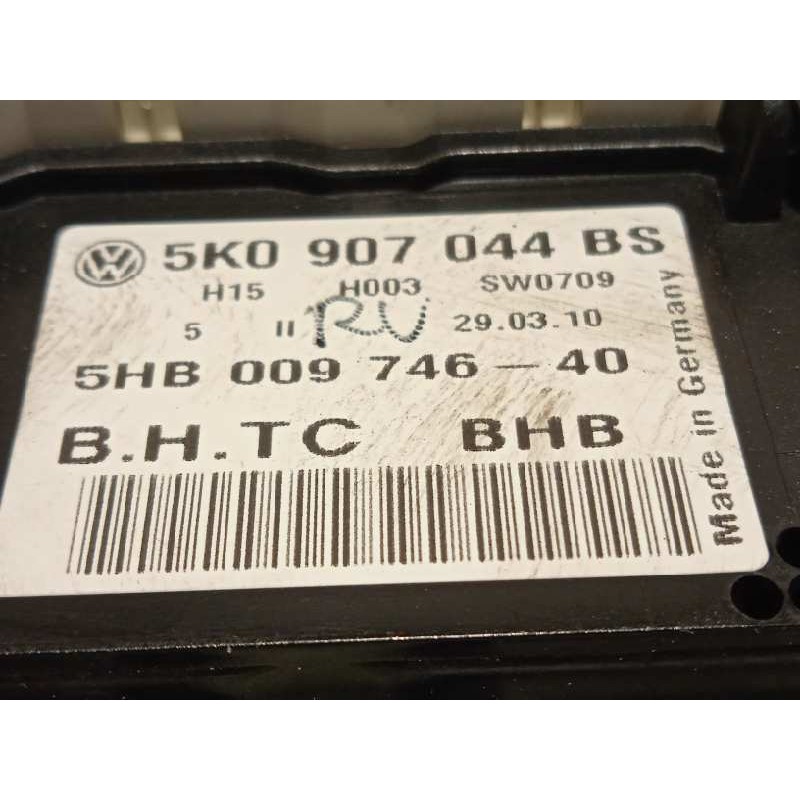 5K0 907 044 BS
H15 H003 SW0709
5 II RU 29.03.10
5HB 009 746-40
B.H.TC BHB
Made in Germany